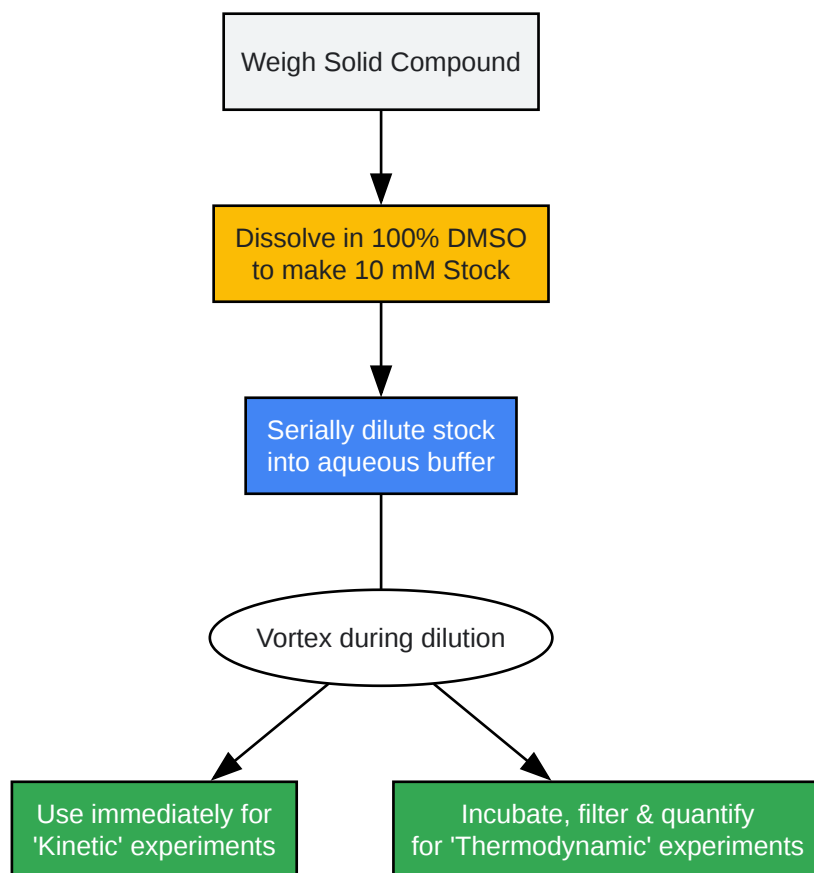 Weigh Solid Compound
Dissolve in 100% DMSO
to make 10 mM Stock
Serially dilute stock
into aqueous buffer
Vortex during dilution
Use immediately for
'Kinetic' experiments
Incubate, filter & quantify
for 'Thermodynamic' experiments